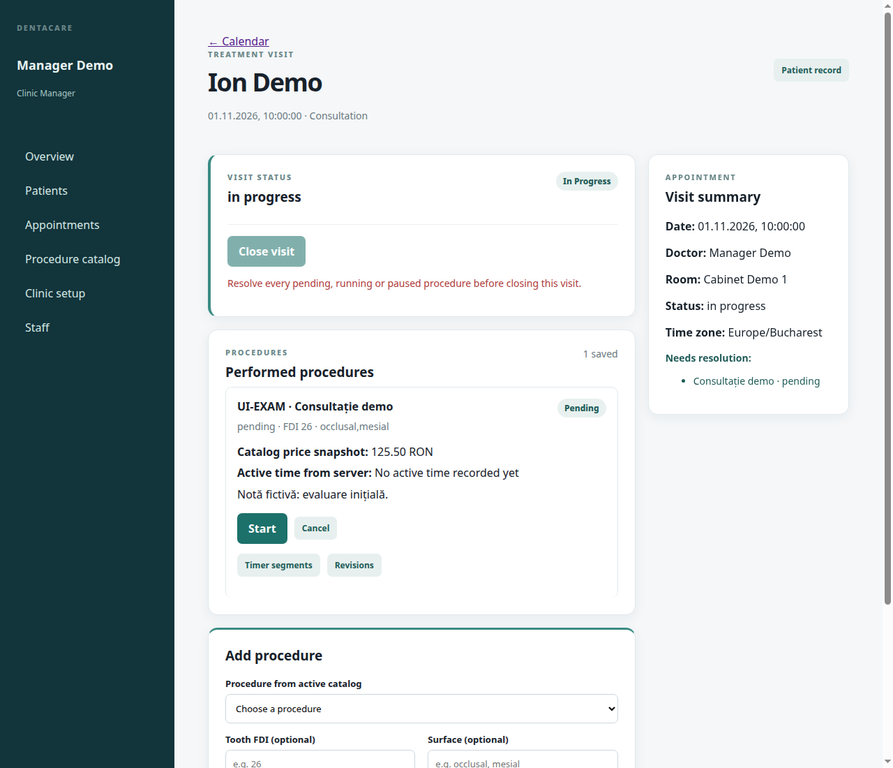 DENTACARE
Manager Demo
Clinic Manager
Overview
Patients
Appointments
Procedure catalog
Clinic setup
Staff
← Calendar
TREATMENT VISIT
Ion Demo
01.11.2026, 10:00:00 · Consultation
Patient record
VISIT STATUS
in progress
In Progress
Close visit
Resolve every pending, running or paused procedure before closing this visit.
PROCEDURES
1 saved
Performed procedures
UI-EXAM · Consultație demo
Pending
pending · FDI 26 · occlusal,mesial
Catalog price snapshot: 125.50 RON
Active time from server: No active time recorded yet
Notă fictivă: evaluare inițială.
Start
Cancel
Timer segments
Revisions
Add procedure
Procedure from active catalog
Choose a procedure
Tooth FDI (optional)
Surface (optional)
e.g. 26
e.g. occlusal, mesial
APPOINTMENT
Visit summary
Date: 01.11.2026, 10:00:00
Doctor: Manager Demo
Room: Cabinet Demo 1
Status: in progress
Time zone: Europe/Bucharest
Needs resolution:
• Consultație demo · pending